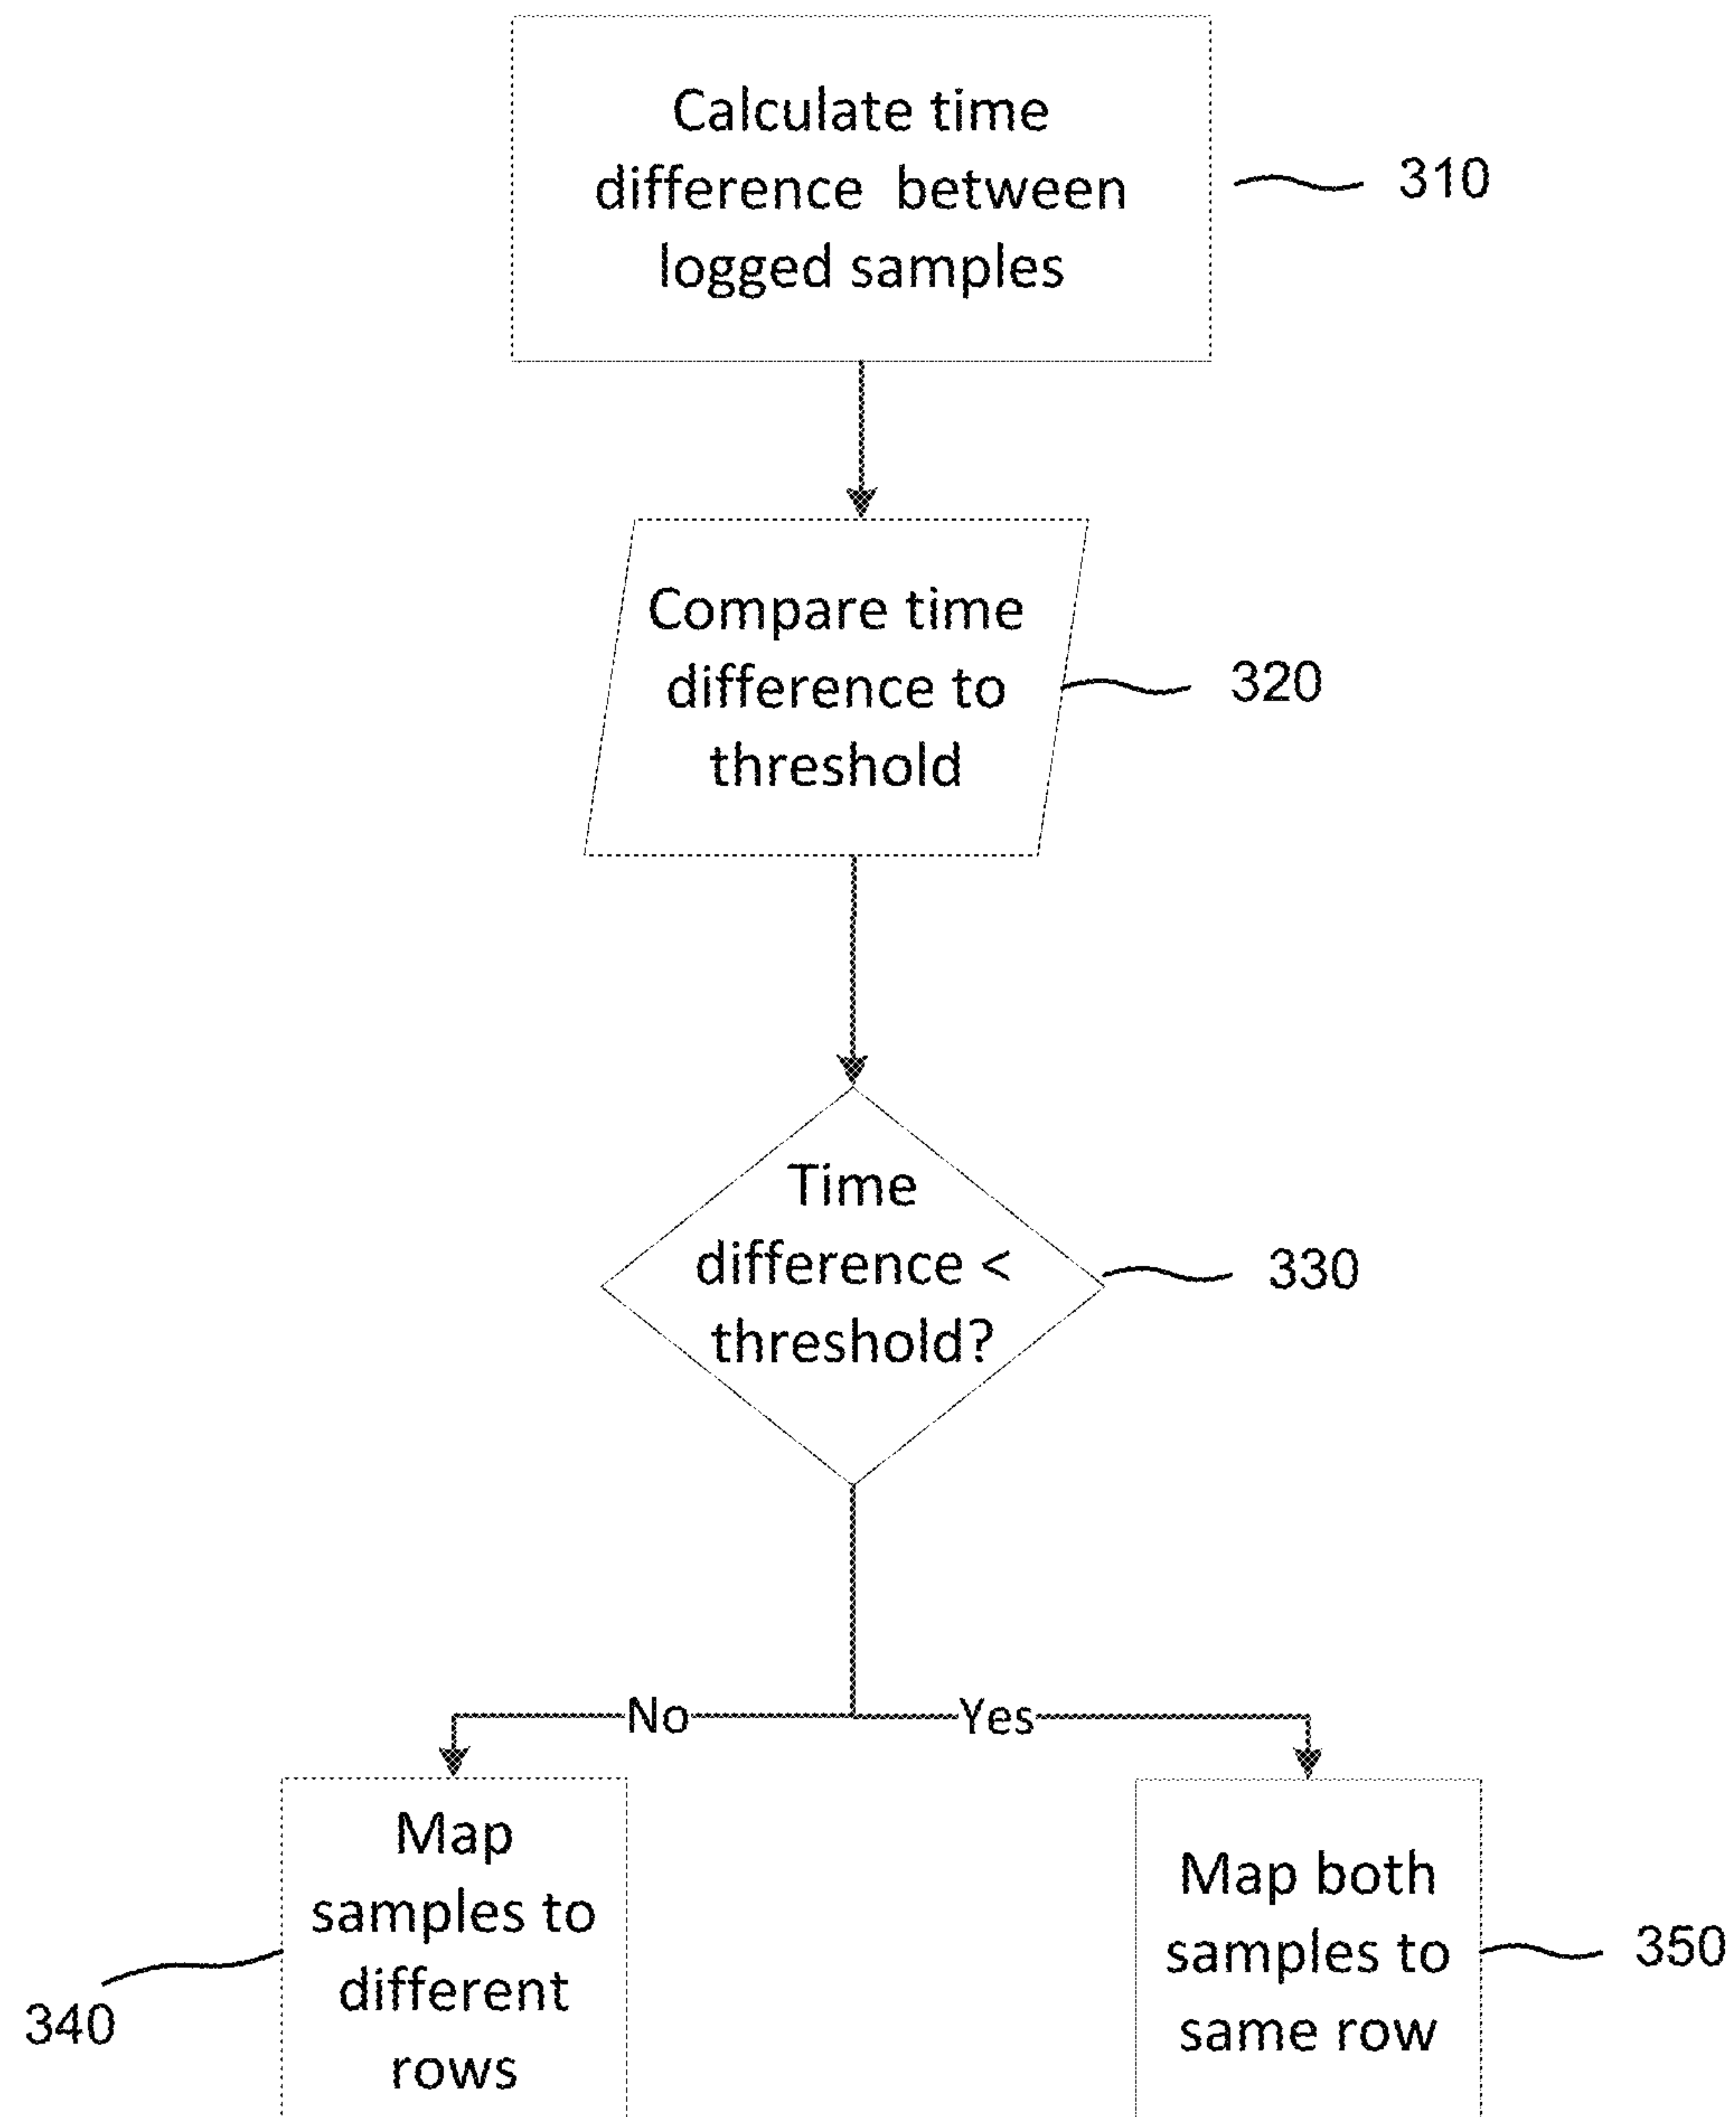 Calculate time
difference between
logged samples
310
Compare time
difference to
threshold
320
Time
difference <
threshold?
330
No
Yes
Map
samples to
different
rows
340
Map both
samples to
same row
350